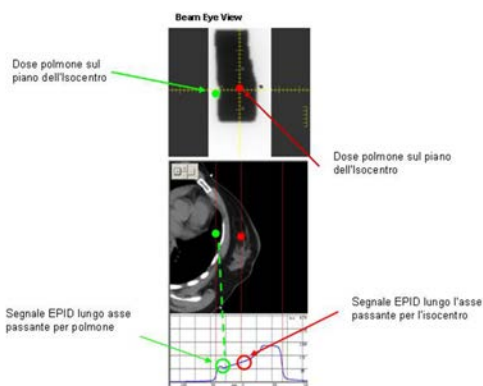 Beam Eye View
Dose polmone sul
piano dell'Isocentro
Dose polmone sul piano
dell'Isocentro
Segnale EPID lungo asse
passante per polmone
Segnale EPID lungo l'asse
passante per l'isocentro